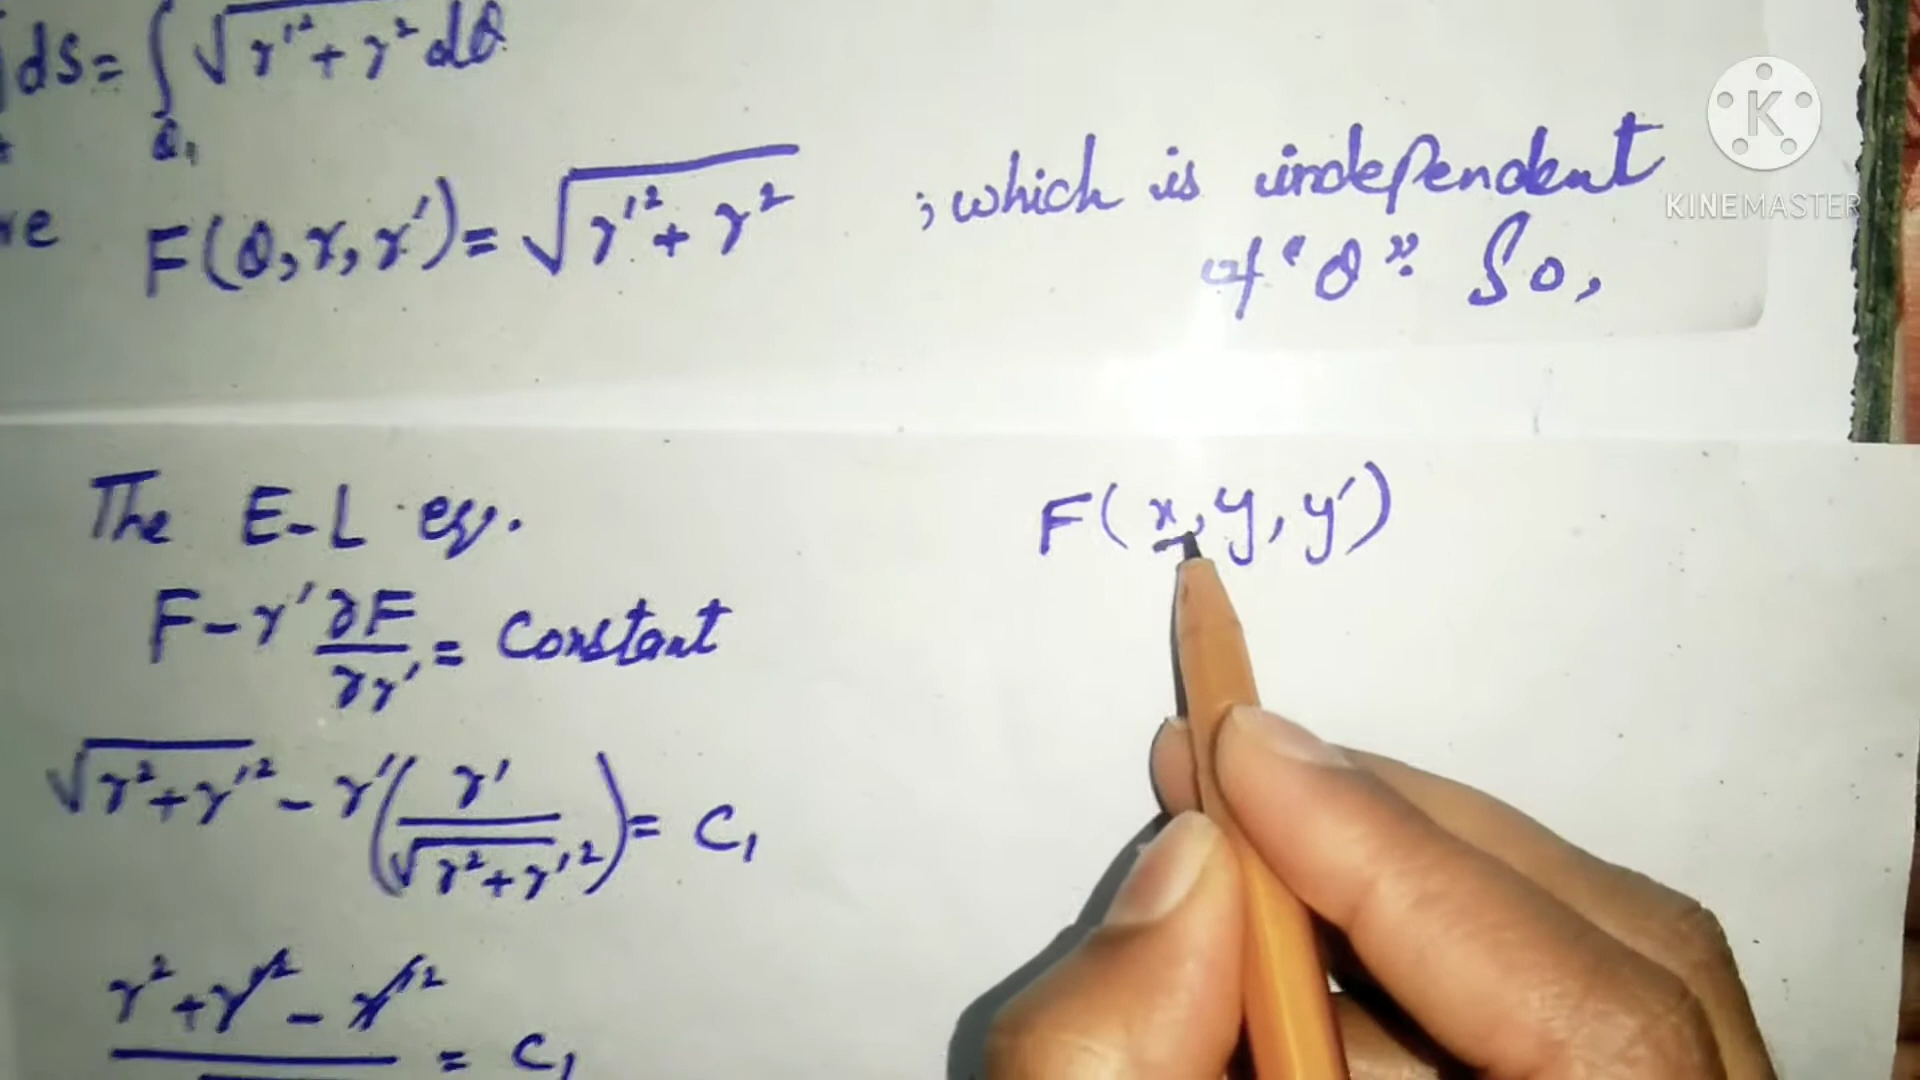 ds = ∫ √r'² + r² dθ
θ₁
F(θ, r, r') = √r'² + r² ; which is independent
of "θ". So,
KINEMASTER
The E-L eq.
F(x, y, y')
F - r' ∂F/∂r' = Constant
√r² + r'² - r' (r'/√r² + r'²) = C₁
r² + r'² - r'²
= C₁